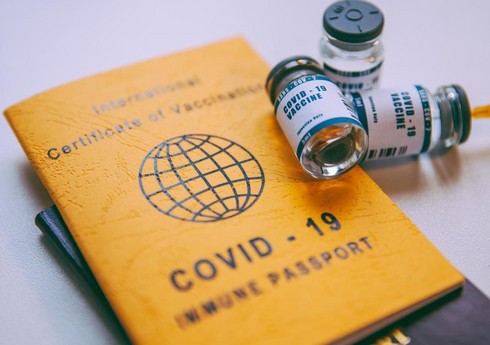 International
Certificate of Vaccination
COVID - 19
IMMUNE PASSPORT
COVID - 19
VACCINE
COVID - 19
VACCINE